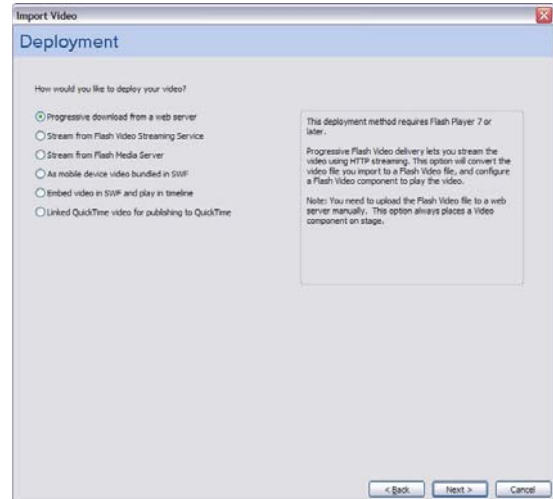 Import Video
Deployment
How would you like to deploy your video?
Progressive download from a web server
Stream from Flash Video Streaming Service
Stream from Flash Media Server
As mobile device video bundled in SWF
Embed video in SWF and play in timeline
Linked QuickTime video for publishing to QuickTime
This deployment method requires Flash Player 7 or
later.
Progressive Flash Video delivery lets you stream the
video using HTTP streaming. This option will convert the
video file you import to a Flash Video file, and configure
a Flash Video component to play the video.
Note: You need to upload the Flash Video file to a web
server manually. This option always places a Video
component on stage.
< Back
Next >
Cancel